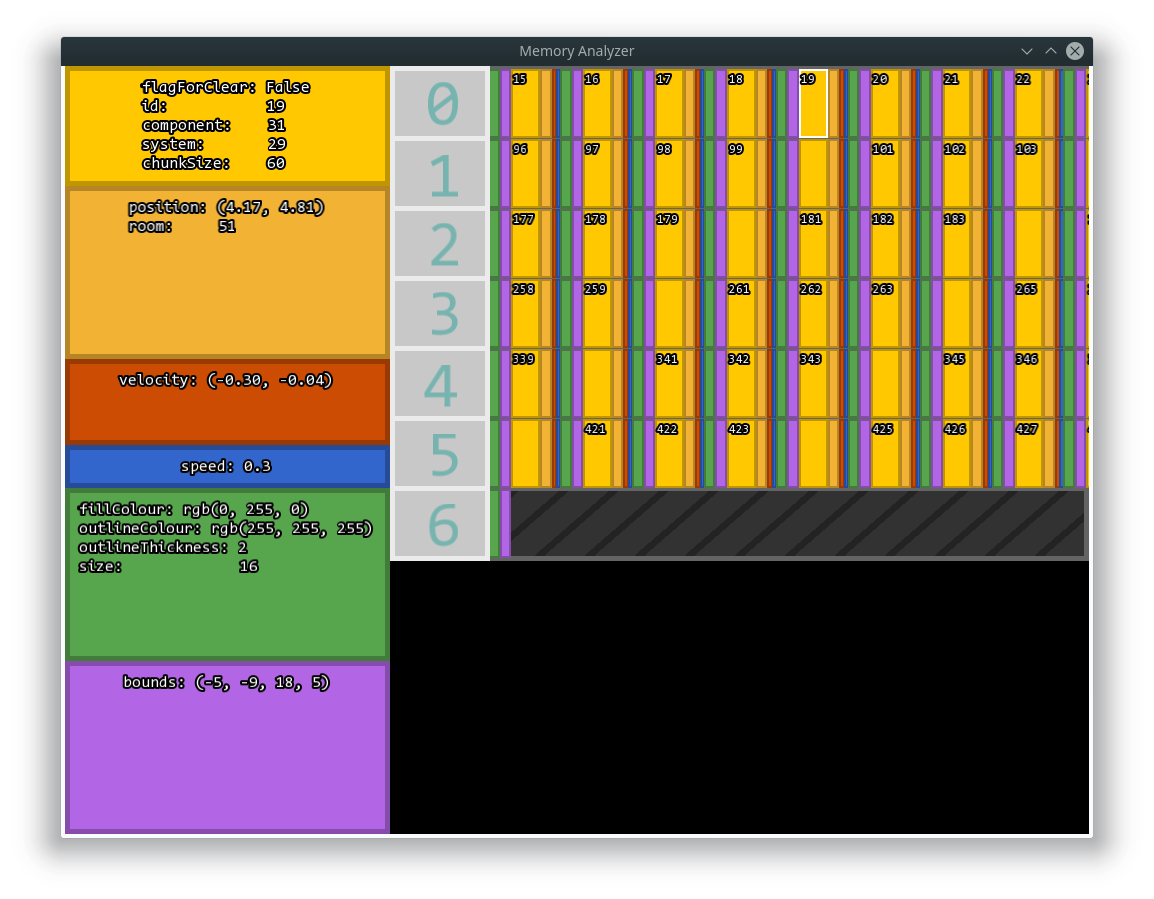 Memory Analyzer
flagForClear: False
id: 19
component: 31
system: 29
chunkSize: 60
position: (4.17, 4.81)
room: 51
velocity: (-0.30, -0.04)
speed: 0.3
fillColour: rgb(0, 255, 0)
outlineColour: rgb(255, 255, 255)
outlineThickness: 2
size: 16
bounds: (-5, -9, 18, 5)
0 15 16 17 18 19 20 21 22
1 96 97 98 99 101 102 103
2 177 178 179 181 182 183
3 258 259 261 262 263 265
4 339 341 342 343 345 346
5 421 422 423 425 426 427
6